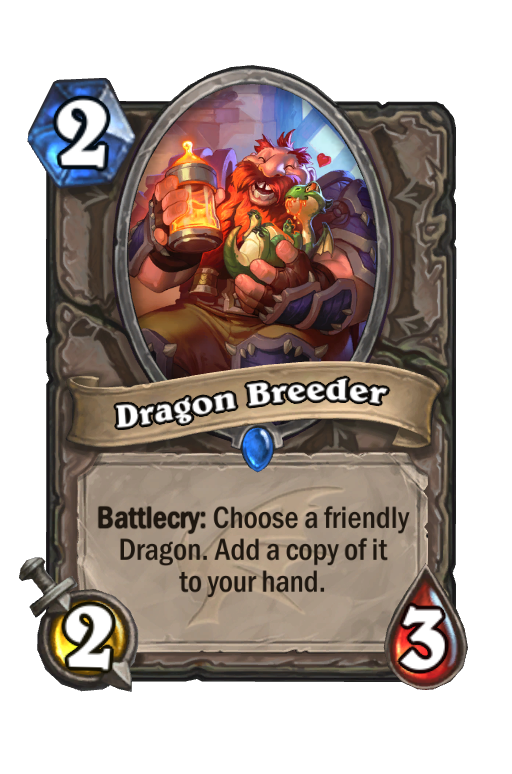 2
Dragon Breeder
Battlecry: Choose a friendly
Dragon. Add a copy of it
to your hand.
2
3